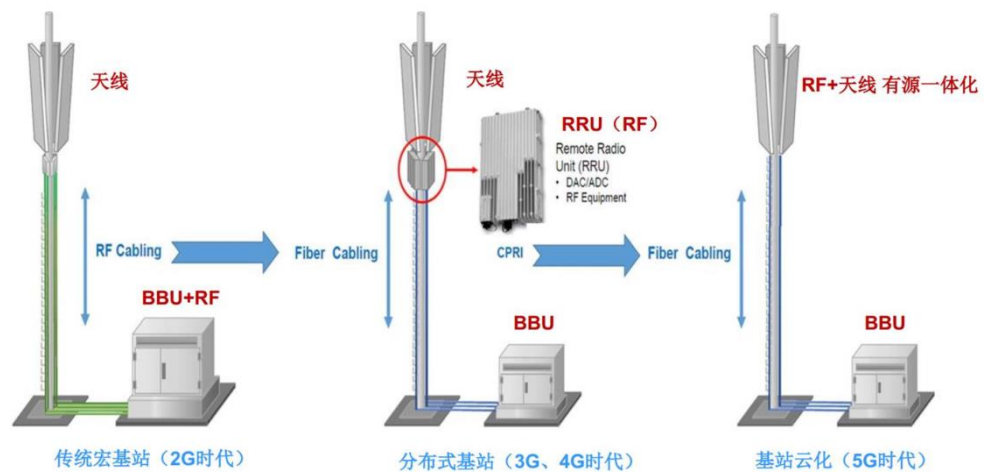 天线
RF Cabling
BBU+RF
传统宏基站（2G时代）
天线
RRU（RF）
Remote Radio
Unit (RRU)
• DAC/ADC
• RF Equipment
Fiber Cabling
CPRI
BBU
分布式基站（3G、4G时代）
RF+天线 有源一体化
Fiber Cabling
BBU
基站云化（5G时代）